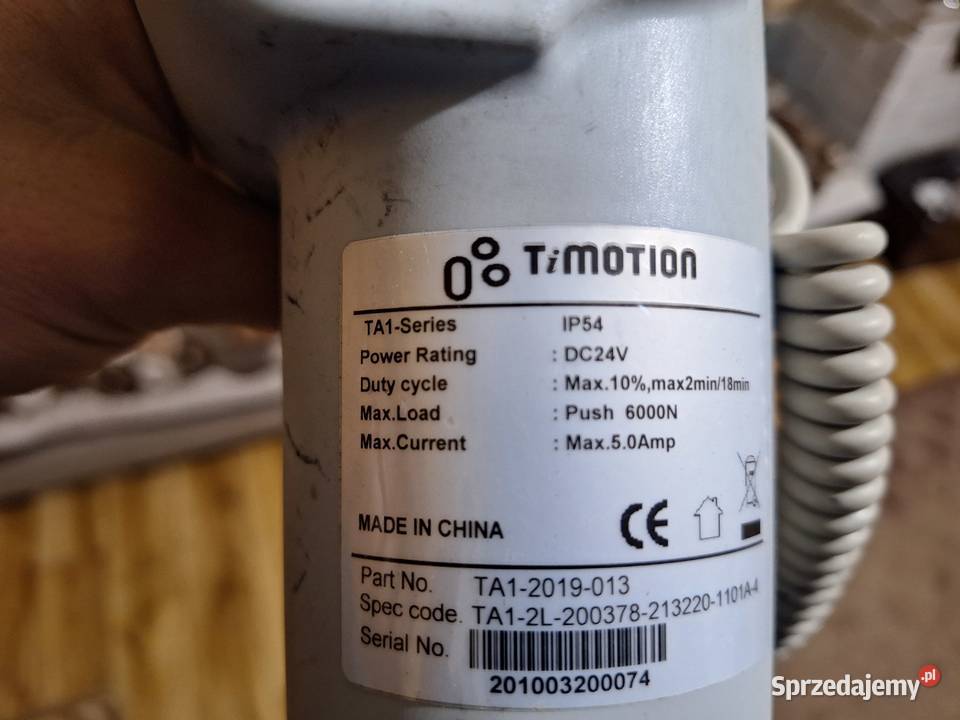 TiMOTION
TA1-Series IP54
Power Rating : DC24V
Duty cycle : Max.10%,max2min/18min
Max.Load : Push 6000N
Max.Current : Max.5.0Amp
MADE IN CHINA
CE
Part No. TA1-2019-013
Spec code. TA1-2L-200378-213220-1101A-4
Serial No.
201003200074
Sprzedajemy.pl